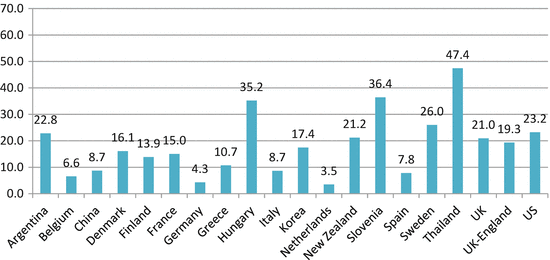 70.0
60.0
50.0
40.0
30.0
20.0
10.0
0.0
22.8
6.6
8.7
16.1
13.9
15.0
4.3
10.7
35.2
8.7
17.4
3.5
21.2
36.4
7.8
26.0
47.4
21.0
19.3
23.2
Argentina
Belgium
China
Denmark
Finland
France
Germany
Greece
Hungary
Italy
Korea
Netherlands
New Zealand
Slovenia
Spain
Sweden
Thailand
UK
UK-England
US